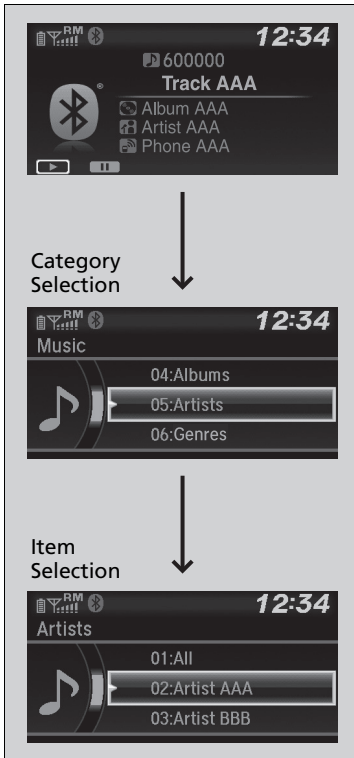 RM
12:34
600000
Track AAA
Album AAA
Artist AAA
Phone AAA
Category
Selection
RM
12:34
Music
04:Albums
05:Artists
06:Genres
Item
Selection
RM
12:34
Artists
01:All
02:Artist AAA
03:Artist BBB